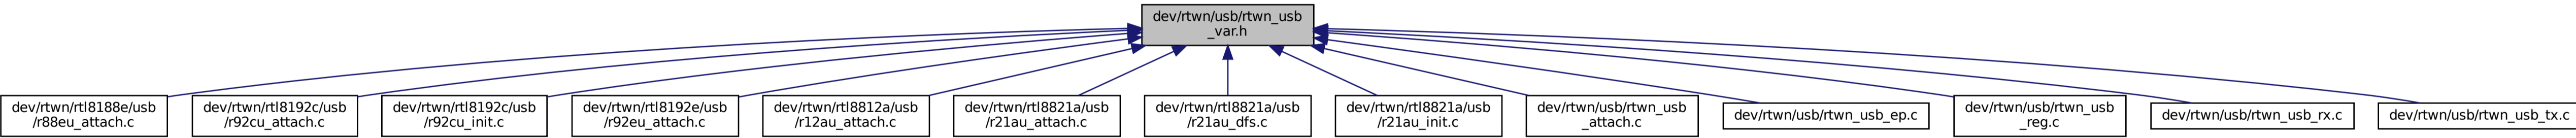 dev/rtwn/usb/rtwn_usb
_var.h
dev/rtwn/rtl8188e/usb
/r88eu_attach.c
dev/rtwn/rtl8192c/usb
/r92cu_attach.c
dev/rtwn/rtl8192c/usb
/r92cu_init.c
dev/rtwn/rtl8192e/usb
/r92eu_attach.c
dev/rtwn/rtl8812a/usb
/r12au_attach.c
dev/rtwn/rtl8821a/usb
/r21au_attach.c
dev/rtwn/rtl8821a/usb
/r21au_dfs.c
dev/rtwn/rtl8821a/usb
/r21au_init.c
dev/rtwn/usb/rtwn_usb
_attach.c
dev/rtwn/usb/rtwn_usb_ep.c
dev/rtwn/usb/rtwn_usb
_reg.c
dev/rtwn/usb/rtwn_usb_rx.c
dev/rtwn/usb/rtwn_usb_tx.c